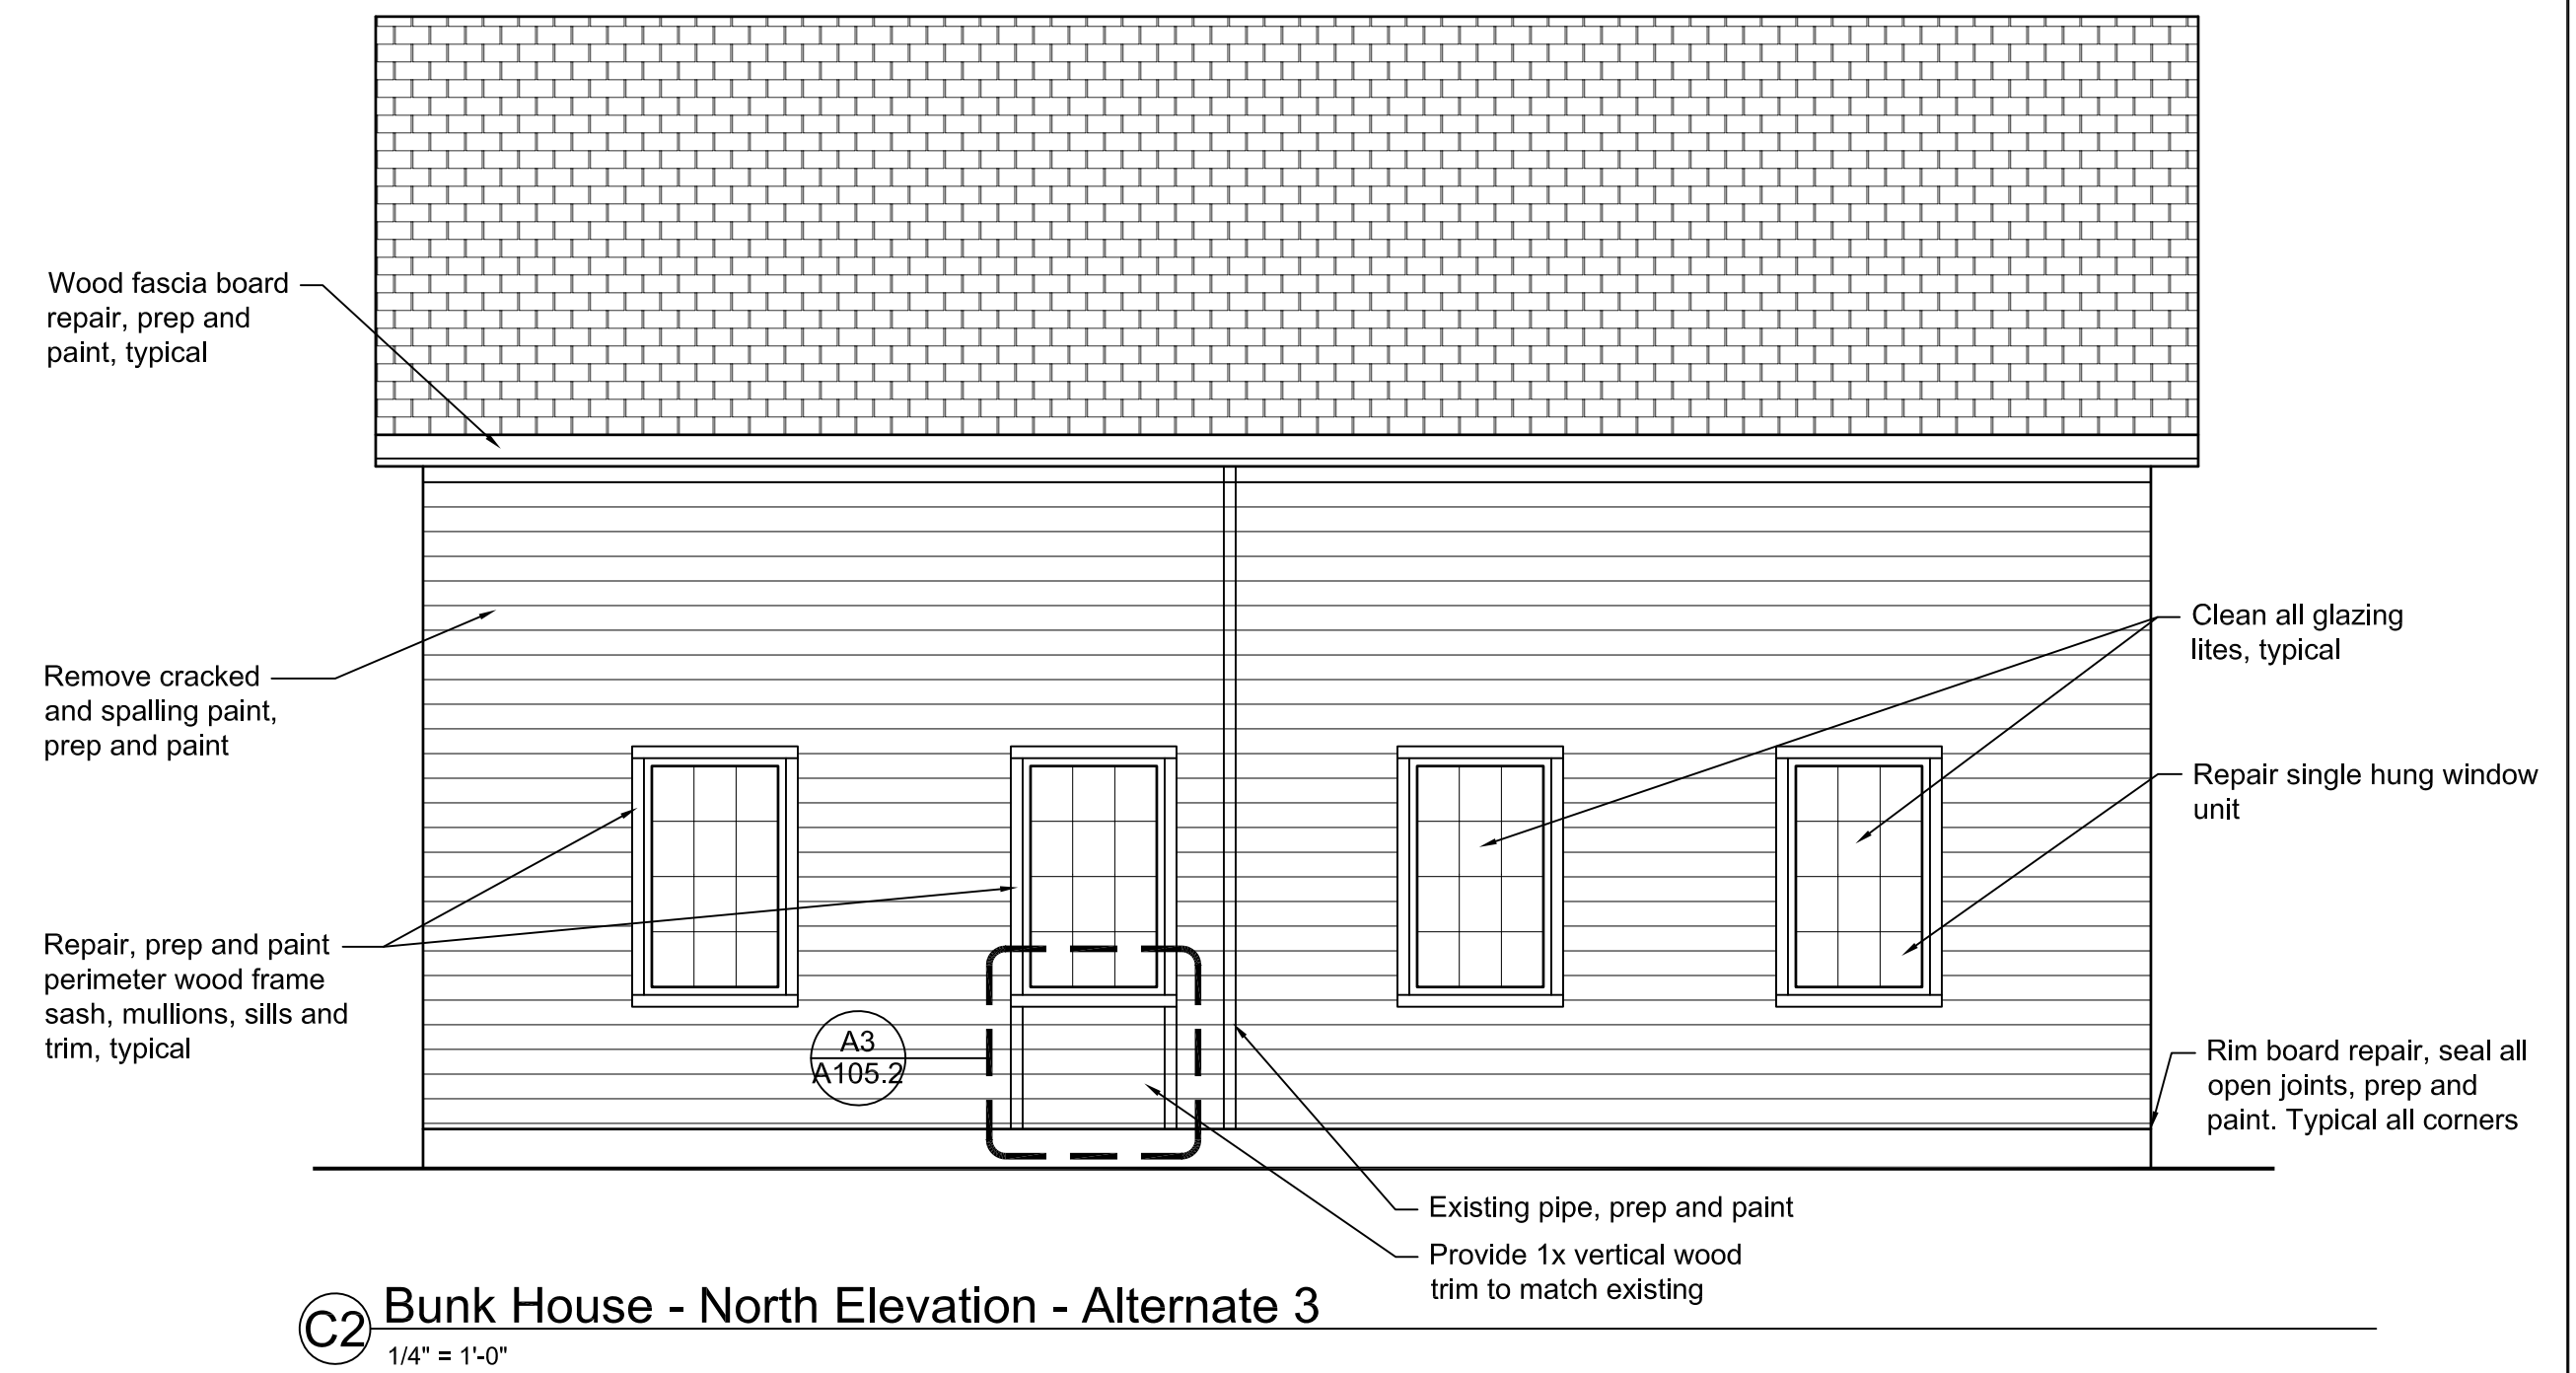 Wood fascia board
repair, prep and
paint, typical
Remove cracked
and spalling paint,
prep and paint
Repair, prep and paint
perimeter wood frame
sash, mullions, sills and
trim, typical
A3
A105.2
Clean all glazing
lites, typical
Repair single hung window
unit
Rim board repair, seal all
open joints, prep and
paint. Typical all corners
Existing pipe, prep and paint
Provide 1x vertical wood
trim to match existing
C2 Bunk House - North Elevation - Alternate 3
1/4" = 1'-0"